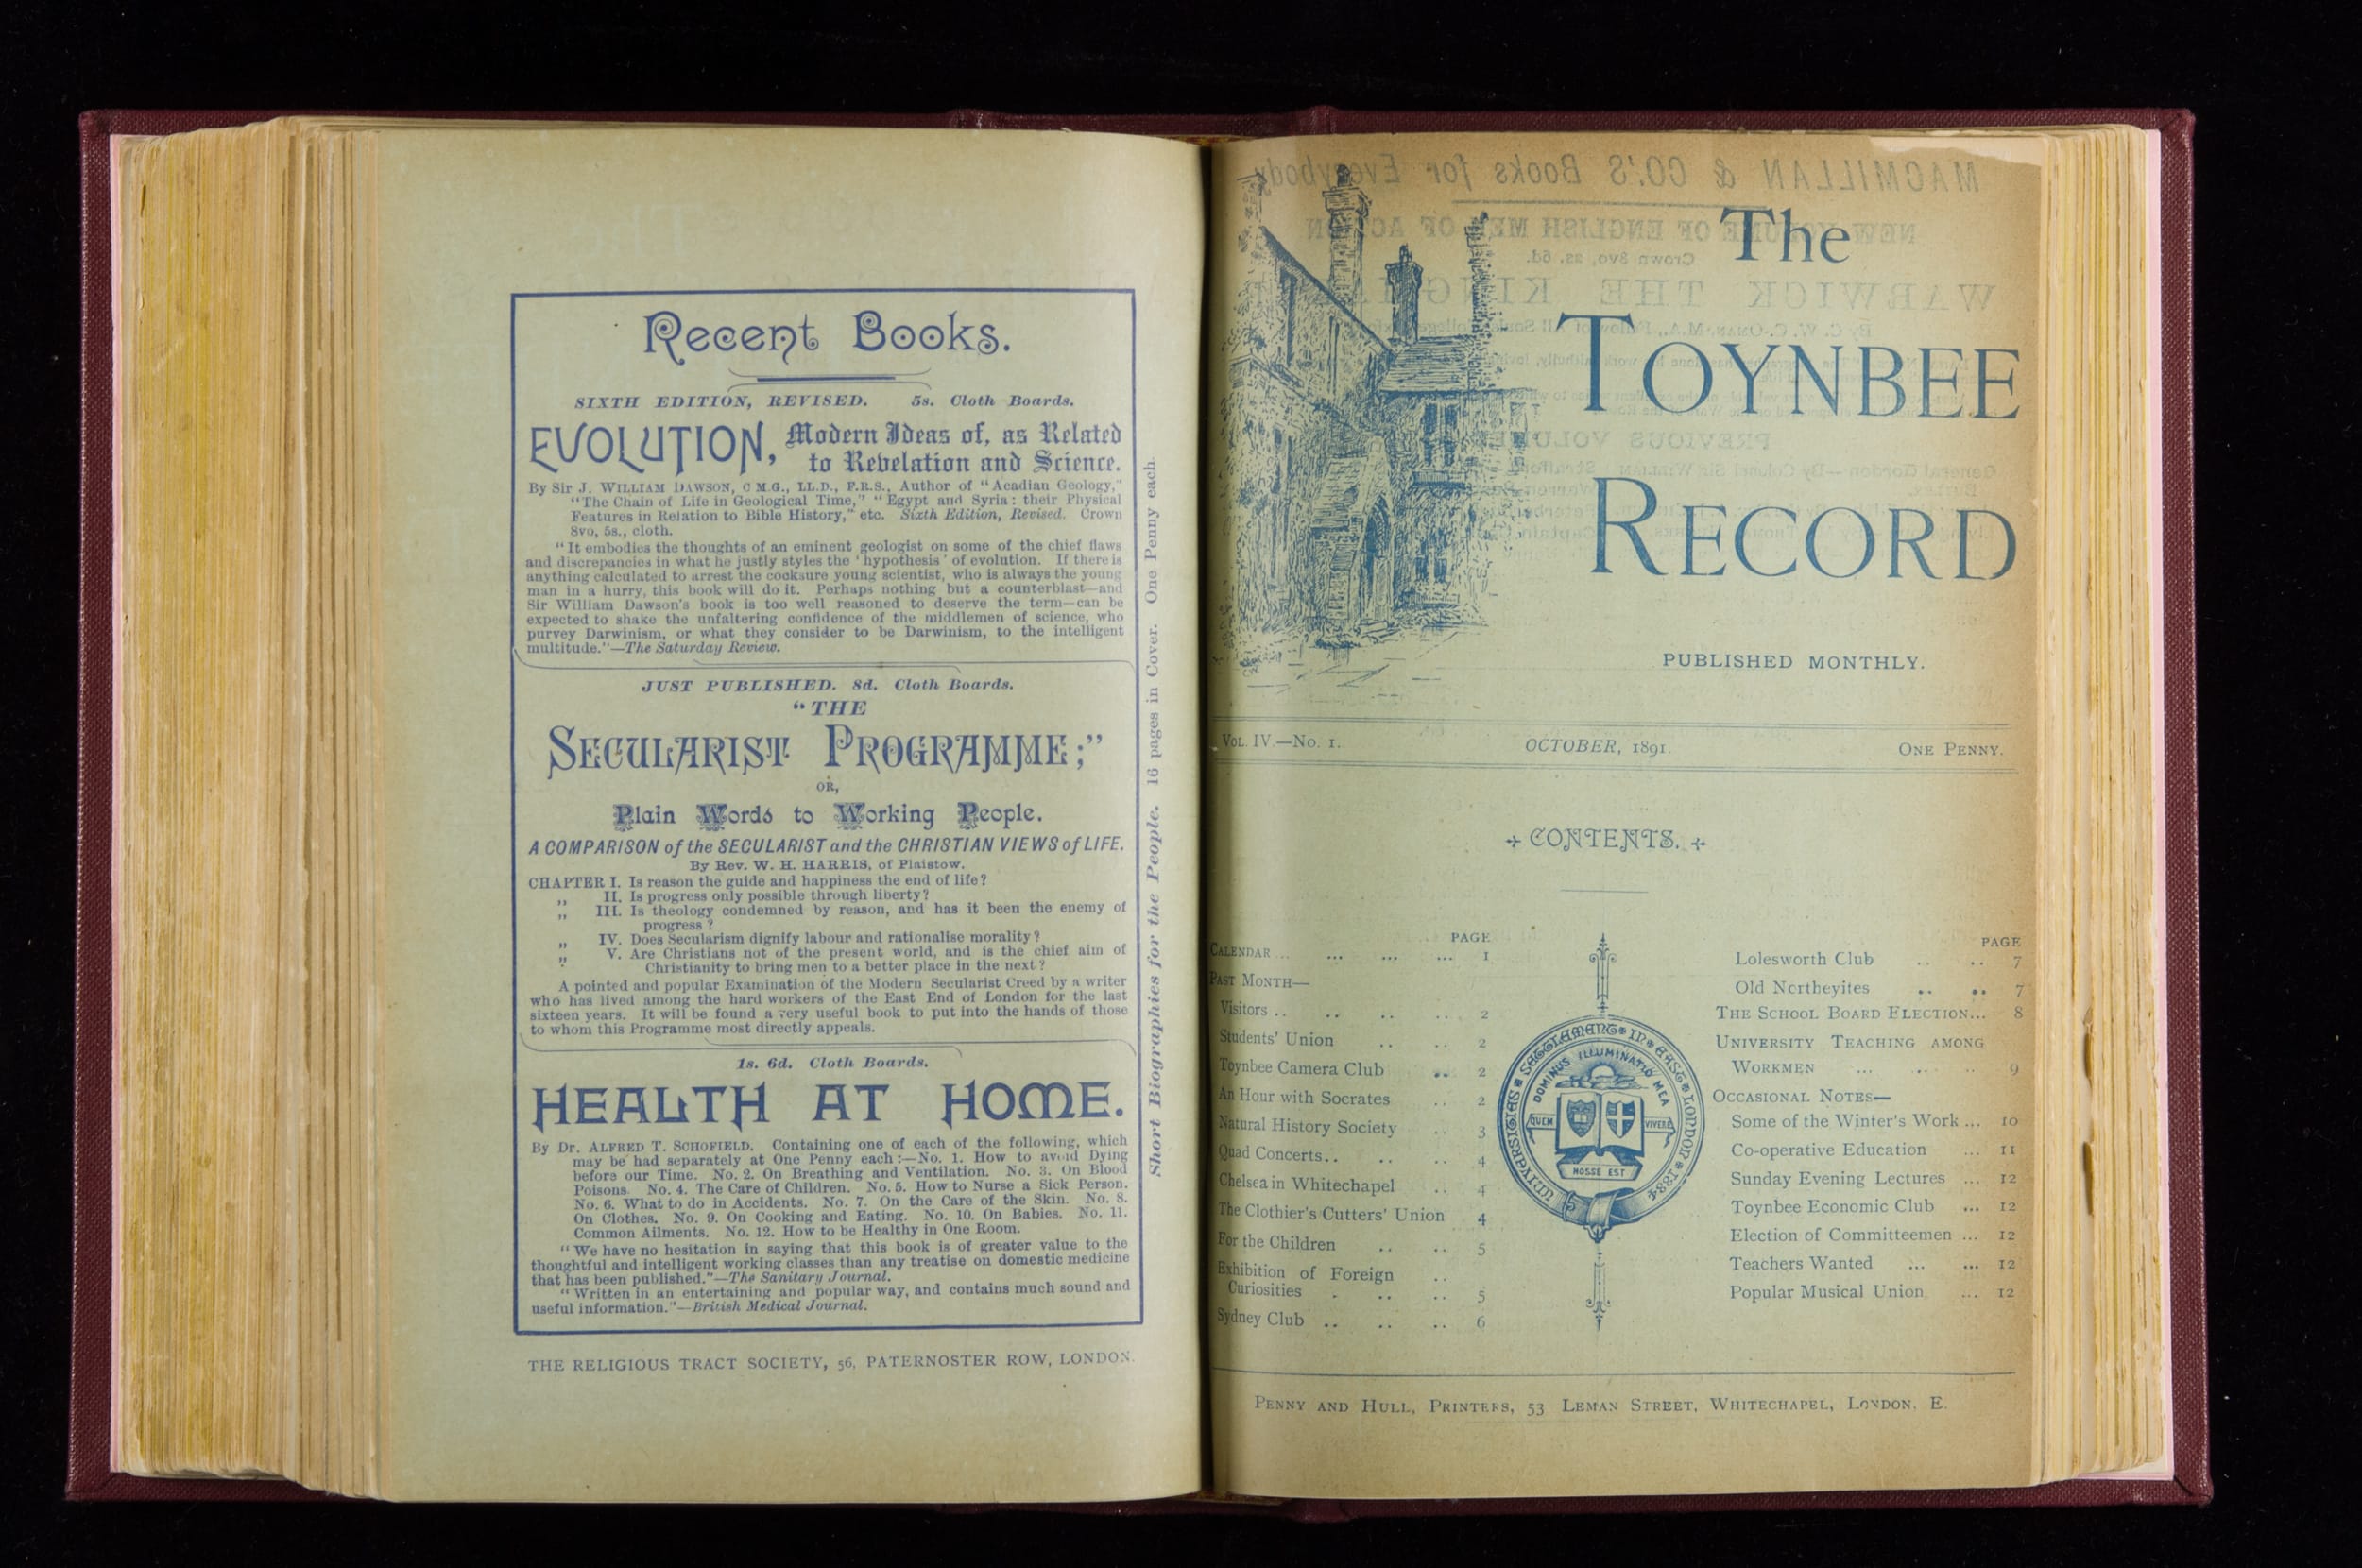 Recent Books.
SIXTH EDITION, REVISED. 5s. Cloth Boards.
EVOLUTION, Modern Ideas of, as Related
to Revelation and Science.
By Sir J. WILLIAM DAWSON, C M.G., LL.D., F.R.S., Author of "Acadian Geology,"
"The Chain of Life in Geological Time," "Egypt and Syria: their Physical
Features in Relation to Bible History," etc. Sixth Edition, Revised. Crown
8vo, 5s., cloth.
"It embodies the thoughts of an eminent geologist on some of the chief flaws
and discrepancies in what he justly styles the 'hypothesis' of evolution. If there is
anything calculated to arrest the cocksure young scientist, who is always the young
man in a hurry, this book will do it. Perhaps nothing but a counterblast—and
Sir William Dawson's book is too well reasoned to deserve the term—can be
expected to shake the unfaltering confidence of the middlemen of science, who
purvey Darwinism, or what they consider to be Darwinism, to the intelligent
multitude."—The Saturday Review.
JUST PUBLISHED. 8d. Cloth Boards.
"THE
SECULARIST PROGRAMME;"
OR,
Plain Words to Working People.
A COMPARISON of the SECULARIST and the CHRISTIAN VIEWS of LIFE.
By Rev. W. H. HARRIS, of Plaistow.
CHAPTER I. Is reason the guide and happiness the end of life?
„ II. Is progress only possible through liberty?
„ III. Is theology condemned by reason, and has it been the enemy of
progress?
„ IV. Does Secularism dignify labour and rationalise morality?
„ V. Are Christians not of the present world, and is the chief aim of
Christianity to bring men to a better place in the next?
A pointed and popular Examination of the Modern Secularist Creed by a writer
who has lived among the hard workers of the East End of London for the last
sixteen years. It will be found a very useful book to put into the hands of those
to whom this Programme most directly appeals.
1s. 6d. Cloth Boards.
HEALTH AT HOME.
By Dr. ALFRED T. SCHOFIELD. Containing one of each of the following, which
may be had separately at One Penny each:—No. 1. How to avoid Dying
before our Time. No. 2. On Breathing and Ventilation. No. 3. On Blood
Poisons. No. 4. The Care of Children. No. 5. How to Nurse a Sick Person.
No. 6. What to do in Accidents. No. 7. On the Care of the Skin. No. 8.
On Clothes. No. 9. On Cooking and Eating. No. 10. On Babies. No. 11.
Common Ailments. No. 12. How to be Healthy in One Room.
"We have no hesitation in saying that this book is of greater value to the
thoughtful and intelligent working classes than any treatise on domestic medicine
that has been published."—The Sanitary Journal.
"Written in an entertaining and popular way, and contains much sound and
useful information."—British Medical Journal.
Short Biographies for the People. 16 pages in Cover. One Penny each.
THE RELIGIOUS TRACT SOCIETY, 56, PATERNOSTER ROW, LONDON.
The
TOYNBEE
RECORD
PUBLISHED MONTHLY.
VOL. IV.—No. 1. OCTOBER, 1891. ONE PENNY.
CONTENTS.
PAGE
CALENDAR .. ... ... ... 1
PAST MONTH—
Visitors .. .. .. .. 2
Students' Union .. .. 2
Toynbee Camera Club .. 2
An Hour with Socrates .. 2
Natural History Society .. 3
Quad Concerts.. .. .. 4
Chelsea in Whitechapel .. 4
The Clothier's Cutters' Union 4
For the Children .. .. 5
Exhibition of Foreign ..
Curiosities . .. .. 5
Sydney Club .. .. .. 6
UNIVERSITIES SETTLEMENT IN EAST LONDON 1884
DOMINUS ILLUMINATIO MEA
QUEM VIVERE
NOSSE EST
PAGE
Lolesworth Club .. .. 7
Old Northeyites .. .. 7
THE SCHOOL BOARD ELECTION... 8
UNIVERSITY TEACHING AMONG
WORKMEN ... .. .. 9
OCCASIONAL NOTES—
Some of the Winter's Work ... 10
Co-operative Education ... 11
Sunday Evening Lectures ... 12
Toynbee Economic Club ... 12
Election of Committeemen ... 12
Teachers Wanted ... ... 12
Popular Musical Union ... 12
PENNY AND HULL, PRINTERS, 53 LEMAN STREET, WHITECHAPEL, LONDON, E.